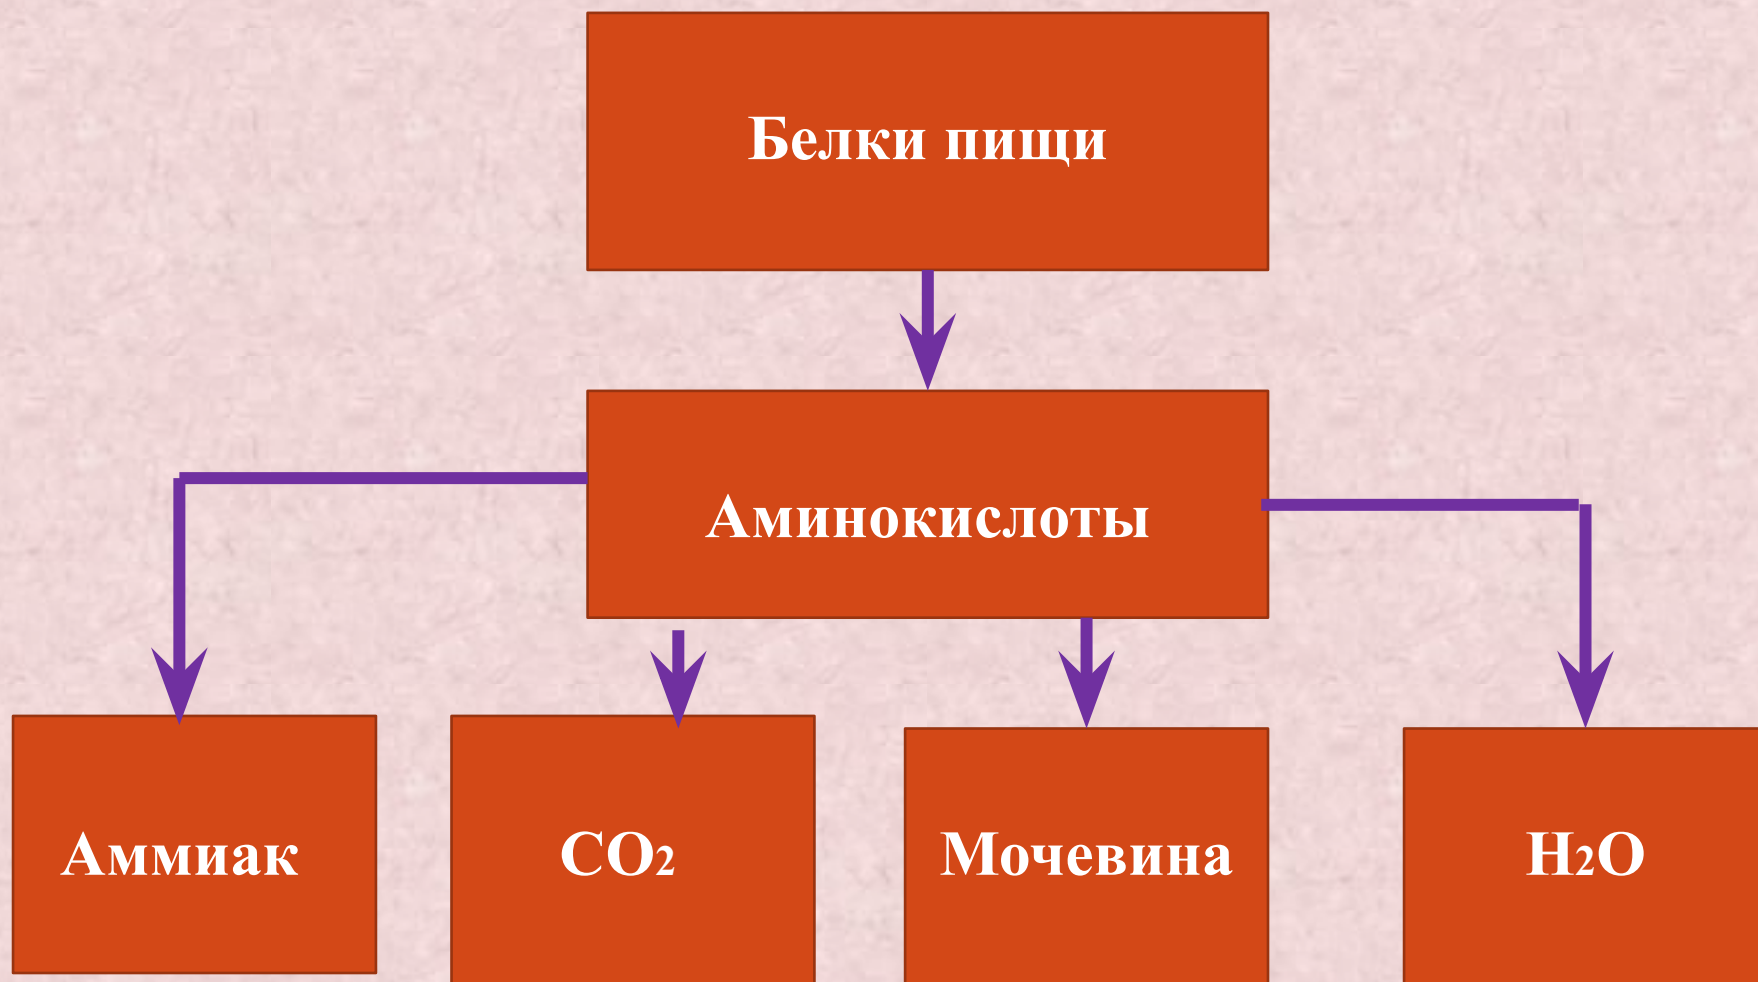 Белки пищи
Аминокислоты
Аммиак
CO₂
Мочевина
H₂O